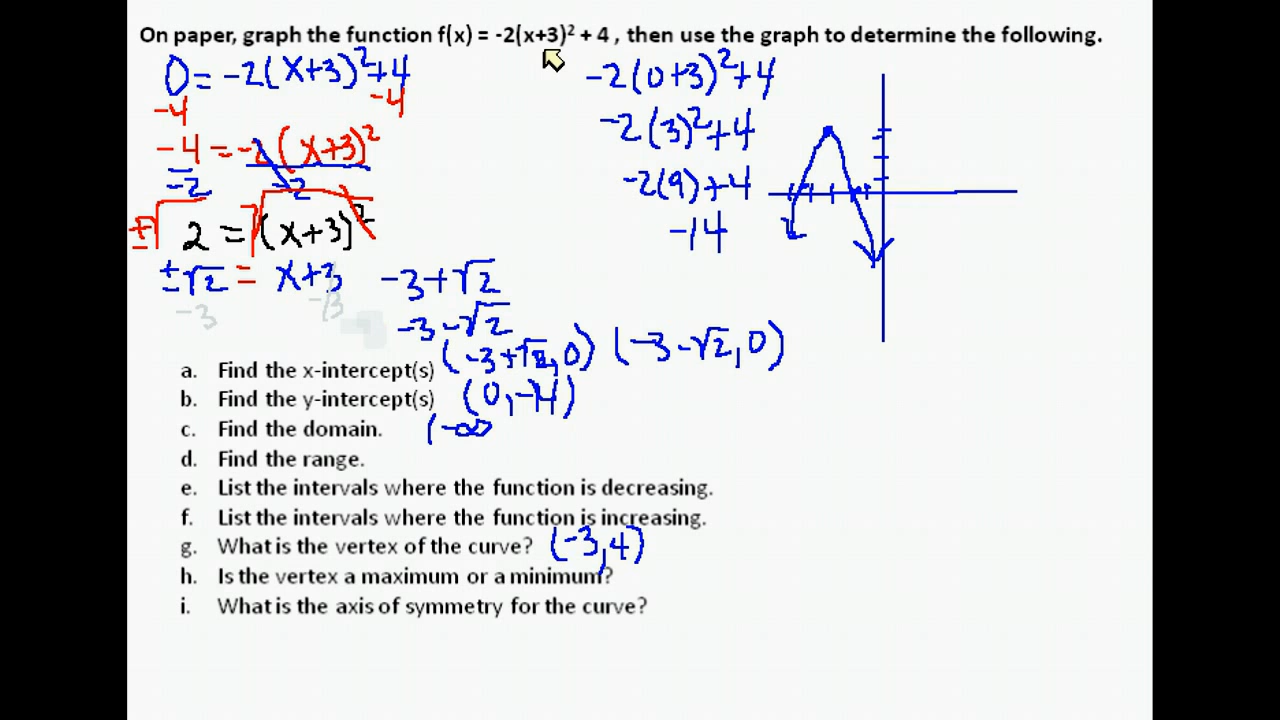 On paper, graph the function f(x) = -2(x+3)² + 4 , then use the graph to determine the following.
0 = -2(x+3)²+4
-4 -4
-4 = -2(x+3)²
-2 -2
± 2 = (x+3)²
±√2 = x+3
-3 -3
-3+√2
-3-√2
-2(0+3)²+4
-2(3)²+4
-2(9)+4
-14
a. Find the x-intercept(s) (-3+√2,0) (-3-√2,0)
b. Find the y-intercept(s) (0,-14)
c. Find the domain. (-∞
d. Find the range.
e. List the intervals where the function is decreasing.
f. List the intervals where the function is increasing.
g. What is the vertex of the curve? (-3,4)
h. Is the vertex a maximum or a minimum?
i. What is the axis of symmetry for the curve?